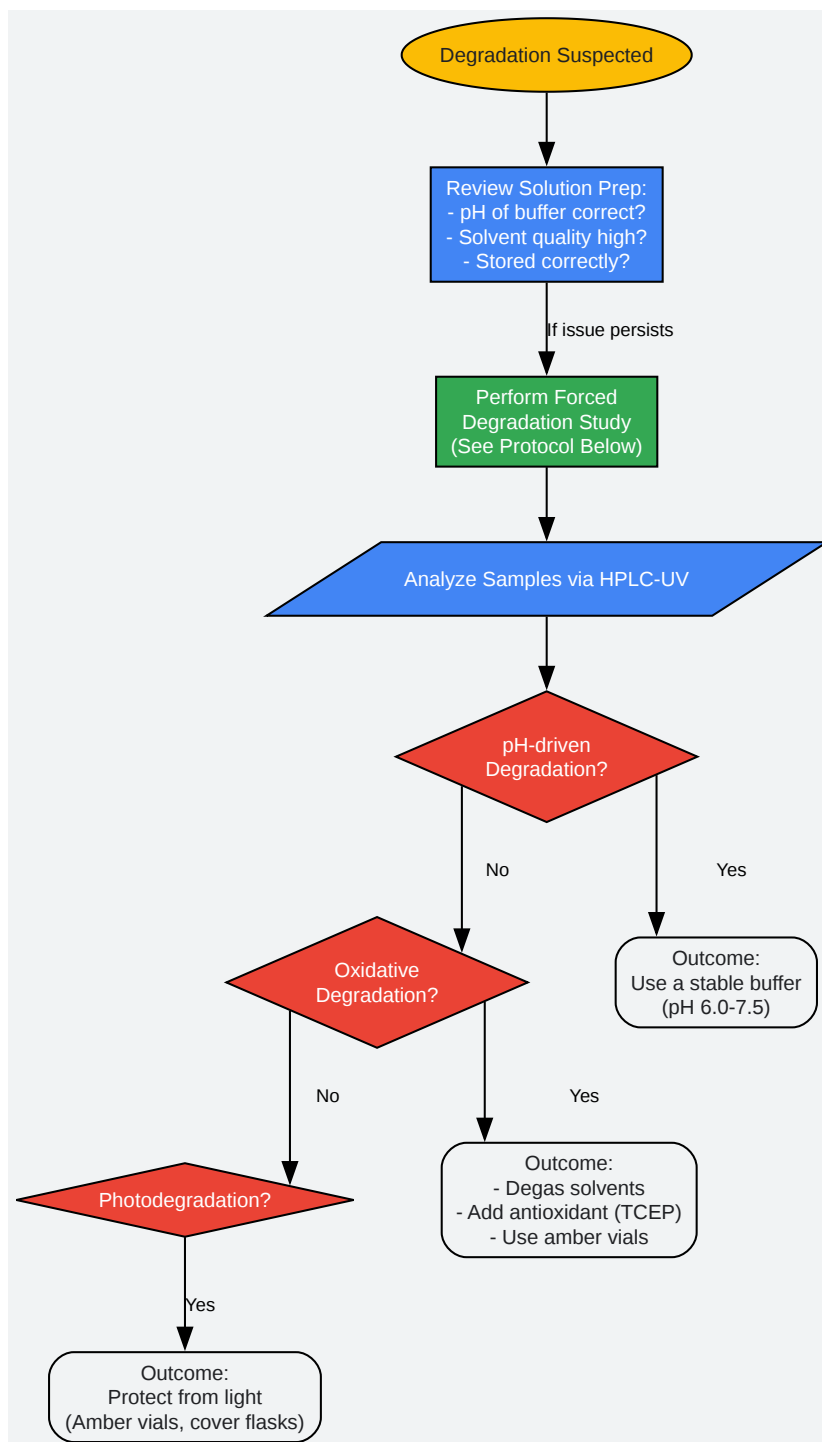 Degradation Suspected
Review Solution Prep:
- pH of buffer correct?
- Solvent quality high?
- Stored correctly?
If issue persists
Perform Forced
Degradation Study
(See Protocol Below)
Analyze Samples via HPLC-UV
pH-driven
Degradation?
No
Yes
Outcome:
Use a stable buffer
(pH 6.0-7.5)
Oxidative
Degradation?
No
Yes
Outcome:
- Degas solvents
- Add antioxidant (TCEP)
- Use amber vials
Photodegradation?
Yes
Outcome:
Protect from light
(Amber vials, cover flasks)